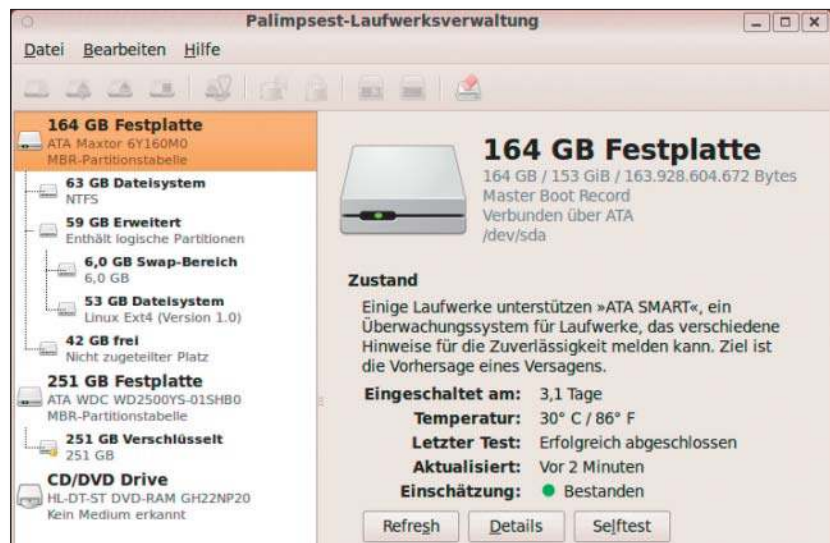 Palimpsest-Laufwerksverwaltung
Datei Bearbeiten Hilfe
164 GB Festplatte
ATA Maxtor 6Y160M0
MBR-Partitionstabelle
63 GB Dateisystem
NTFS
59 GB Erweitert
Enthält logische Partitionen
6,0 GB Swap-Bereich
6,0 GB
53 GB Dateisystem
Linux Ext4 (Version 1.0)
42 GB frei
Nicht zugeteilter Platz
251 GB Festplatte
ATA WDC WD2500YS-01SHB0
MBR-Partitionstabelle
251 GB Verschlüsselt
251 GB
CD/DVD Drive
HL-DT-ST DVD-RAM GH22NP20
Kein Medium erkannt
164 GB Festplatte
164 GB / 153 GiB / 163.928.604.672 Bytes
Master Boot Record
Verbunden über ATA
/dev/sda
Zustand
Einige Laufwerke unterstützen »ATA SMART«, ein
Überwachungssystem für Laufwerke, das verschiedene
Hinweise für die Zuverlässigkeit melden kann. Ziel ist
die Vorhersage eines Versagens.
Eingeschaltet am: 3,1 Tage
Temperatur: 30° C / 86° F
Letzter Test: Erfolgreich abgeschlossen
Aktualisiert: Vor 2 Minuten
Einschätzung: Bestanden
Refresh Details Selftest